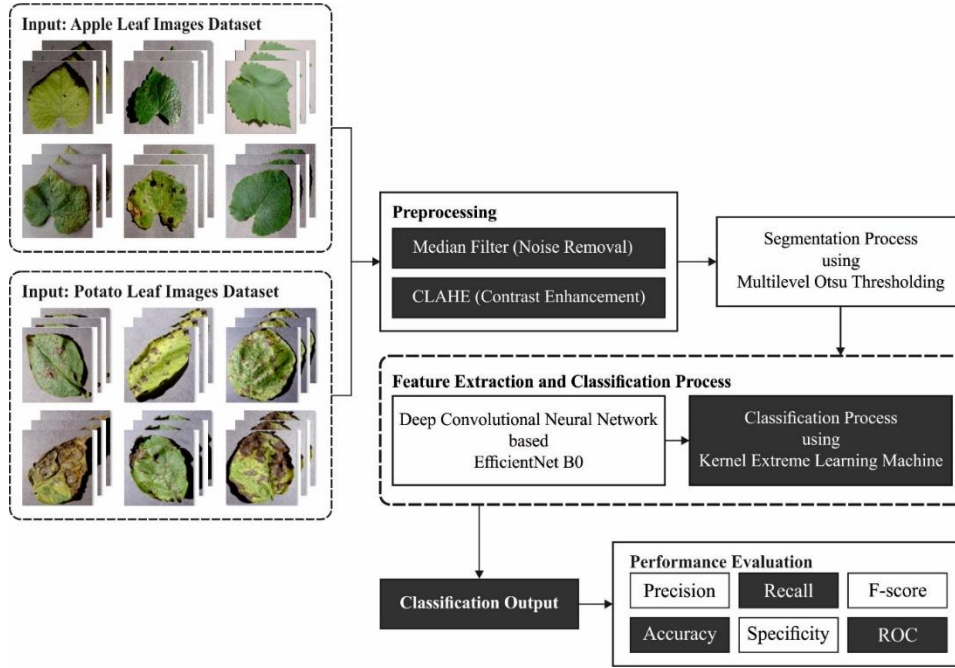 Input: Apple Leaf Images Dataset
Input: Potato Leaf Images Dataset
Preprocessing
Median Filter (Noise Removal)
CLAHE (Contrast Enhancement)
Segmentation Process
using
Multilevel Otsu Thresholding
Feature Extraction and Classification Process
Deep Convolutional Neural Network
based
EfficientNet B0
Classification Process
using
Kernel Extreme Learning Machine
Classification Output
Performance Evaluation
Precision
Recall
F-score
Accuracy
Specificity
ROC